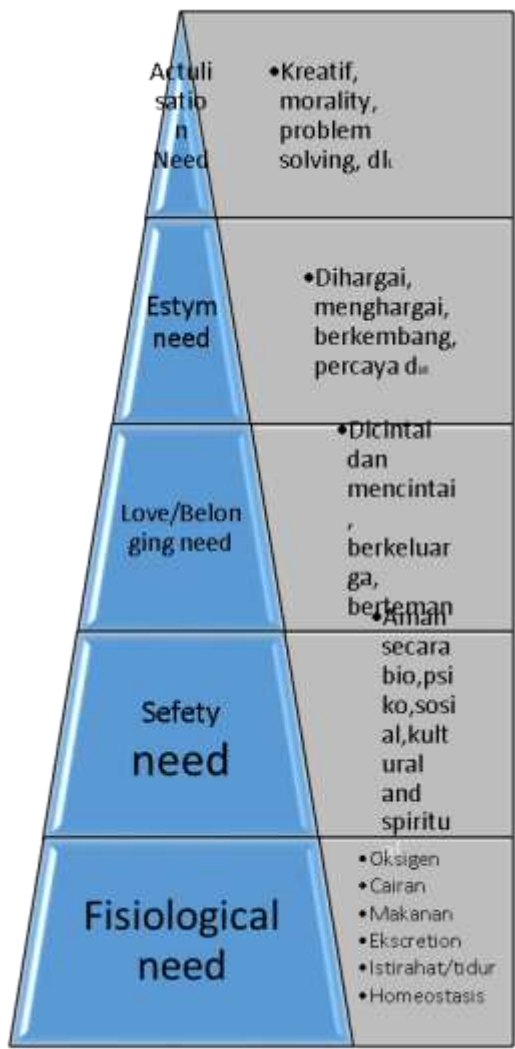 Actuli
satio
n
Need
•Kreatif,
morality,
problem
solving, dll
Estym
need
•Dihargai,
menghargai,
berkembang,
percaya diri
Love/Belon
ging need
•Dicintai
dan
mencintai
,
berkeluar
ga,
berteman
Sefety
need
•Aman
secara
bio,psi
ko,sosi
al,kult
ural
and
spiritu
Fisiological
need
•Oksigen
•Cairan
•Makanan
•Ekscretion
•Istirahat/tidur
•Homeostasis